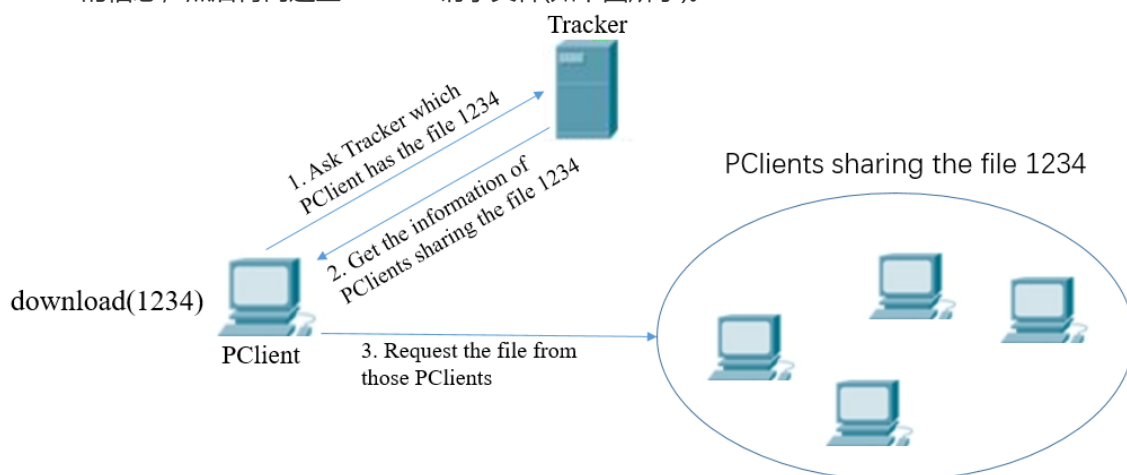 Tracker
1. Ask Tracker which
PClient has the file 1234
2. Get the information of
PClients sharing the file 1234
PClients sharing the file 1234
download(1234)
PClient
3. Request the file from
those PClients